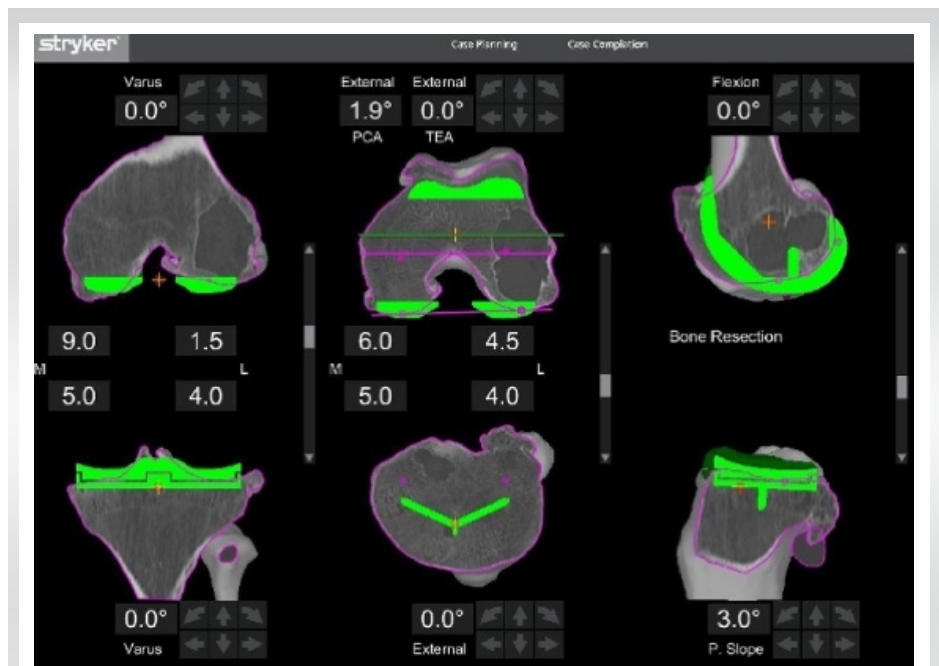 stryker
Case Planning Case Completion
Varus
0.0°
External External
1.9° 0.0°
PCA TEA
Flexion
0.0°
9.0 1.5
M L
5.0 4.0
6.0 4.5
M L
5.0 4.0
Bone Resection
0.0°
Varus
0.0°
External
3.0°
P. Slope